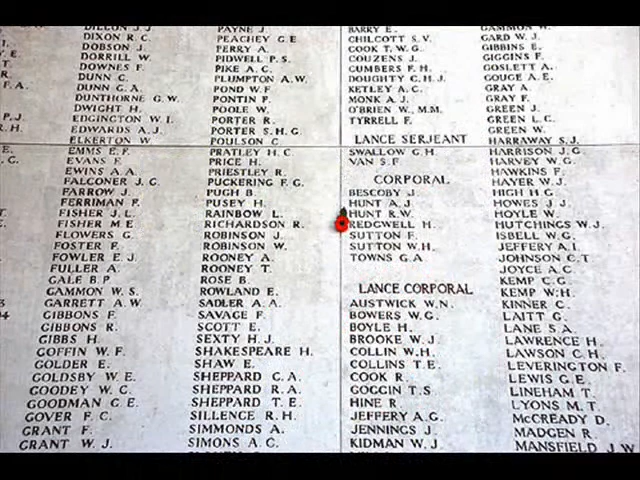 DILLON J.J.
DIXON R.C.
DOBSON J.
DORRILL W.
DOWNES F.
DUNN C.
DUNN G.A.
DUNTHORNE G.W.
DWIGHT H.
EDGINGTON W.I.
EDWARDS A.J.
ELKERTON W.
EMMS E.F.
EVANS F.
EWINS A.A.
FALCONER J.G.
FARROW J.
FERRIMAN F.
FISHER J.L.
FISHER M.E.
FLOWERS G.
FOSTER F.
FOWLER E.J.
FULLER A.
GALE B.P.
GAMMON W.S.
GARRETT A.W.
GIBBONS F.
GIBBONS R.
GIBBS H.
GOFFIN W.F.
GOLDER E.
GOLDSBY W.E.
GOODEY W.C.
GOODMAN G.E.
GOVER F.C.
GRANT F.
GRANT W.J.
PAYNE J.
PEACHEY G.E.
PERRY A.
PIDWELL P.S.
PIKE A.C.
PLUMPTON A.W.
POND W.F.
PONTIN F.
POOLE W.
PORTER R.
PORTER S.H.G.
POULSON C.
PRATLEY H.C.
PRICE H.
PRIESTLEY R.
PUCKERING F.G.
PUGH B.
PUSEY H.
RAINBOW L.
RICHARDSON R.
ROBINSON J.
ROBINSON W.
ROONEY A.
ROONEY T.
ROSE B.
ROWLAND E.
SADLER A.A.
SAVAGE F.
SCOTT E.
SEXTY H.J.
SHAKESPEARE H.
SHAW E.
SHEPPARD G.A.
SHEPPARD R.A.
SHEPPARD T.E.
SILLENCE R.H.
SIMMONDS A.
SIMONS A.C.
BARRY E.
CHILCOTT S.V.
COOK T.W.G.
COUZENS J.
CUMBERS F.H.
DOUGHTY G.H.J.
KETLEY A.C.
MONK A.J.
O'BRIEN W., M.M.
TYRRELL F.
LANCE SERJEANT
SWALLOW G.H.
VAN S.F.
CORPORAL
BESCOBY J.
HUNT A.J.
HUNT R.W.
REDGWELL H.
SUTTON F.
SUTTON W.H.
TOWNS G.A.
LANCE CORPORAL
AUSTWICK W.N.
BOWERS W.G.
BOYLE H.
BROOKE W.J.
COLLIN W.H.
COLLINS T.E.
COOK R.
GOGGIN T.S.
HINE R.
JEFFERY A.G.
JENNINGS J.
KIDMAN W.J.
GAMMON W.
GARD W.J.
GIBBINS E.
GIGGINS F.
GOSLETT A.
GOUGE A.E.
GRAY A.
GRAY F.
GREEN J.
GREEN L.C.
GREEN W.
HARRAWAY S.J.
HARRISON J.G.
HARVEY W.G.
HAWKINS F.
HAYER W.J.
HIGH H.G.
HOWES J.J.
HOYLE W.
HUTCHINGS W.J.
ISBELL W.G.
JEFFERY A.I.
JOHNSON C.T.
JOYCE A.C.
KEMP C.G.
KEMP W.H.
KINNER C.
LAITT G.
LANE S.A.
LAWRENCE H.
LAWSON C.H.
LEVERINGTON F.
LEWIS G.E.
LINEHAM T.
LYONS M.T.
McCREADY D.
MADGEN R.
MANSFIELD J.W.